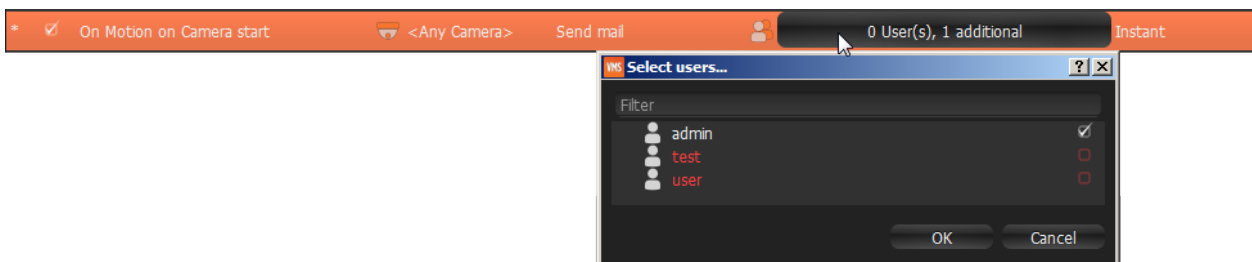 * On Motion on Camera start <Any Camera> Send mail 0 User(s), 1 additional Instant
VMS Select users... ? X
Filter
admin
test
user
OK Cancel